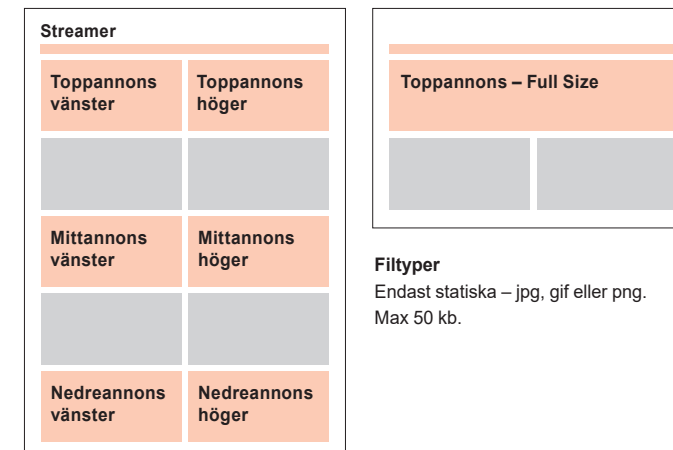 Streamer
Toppannons
vänster
Toppannons
höger
Mittannons
vänster
Mittannons
höger
Nedreannons
vänster
Nedreannons
höger
Toppannons – Full Size
Filtyper
Endast statiska – jpg, gif eller png.
Max 50 kb.